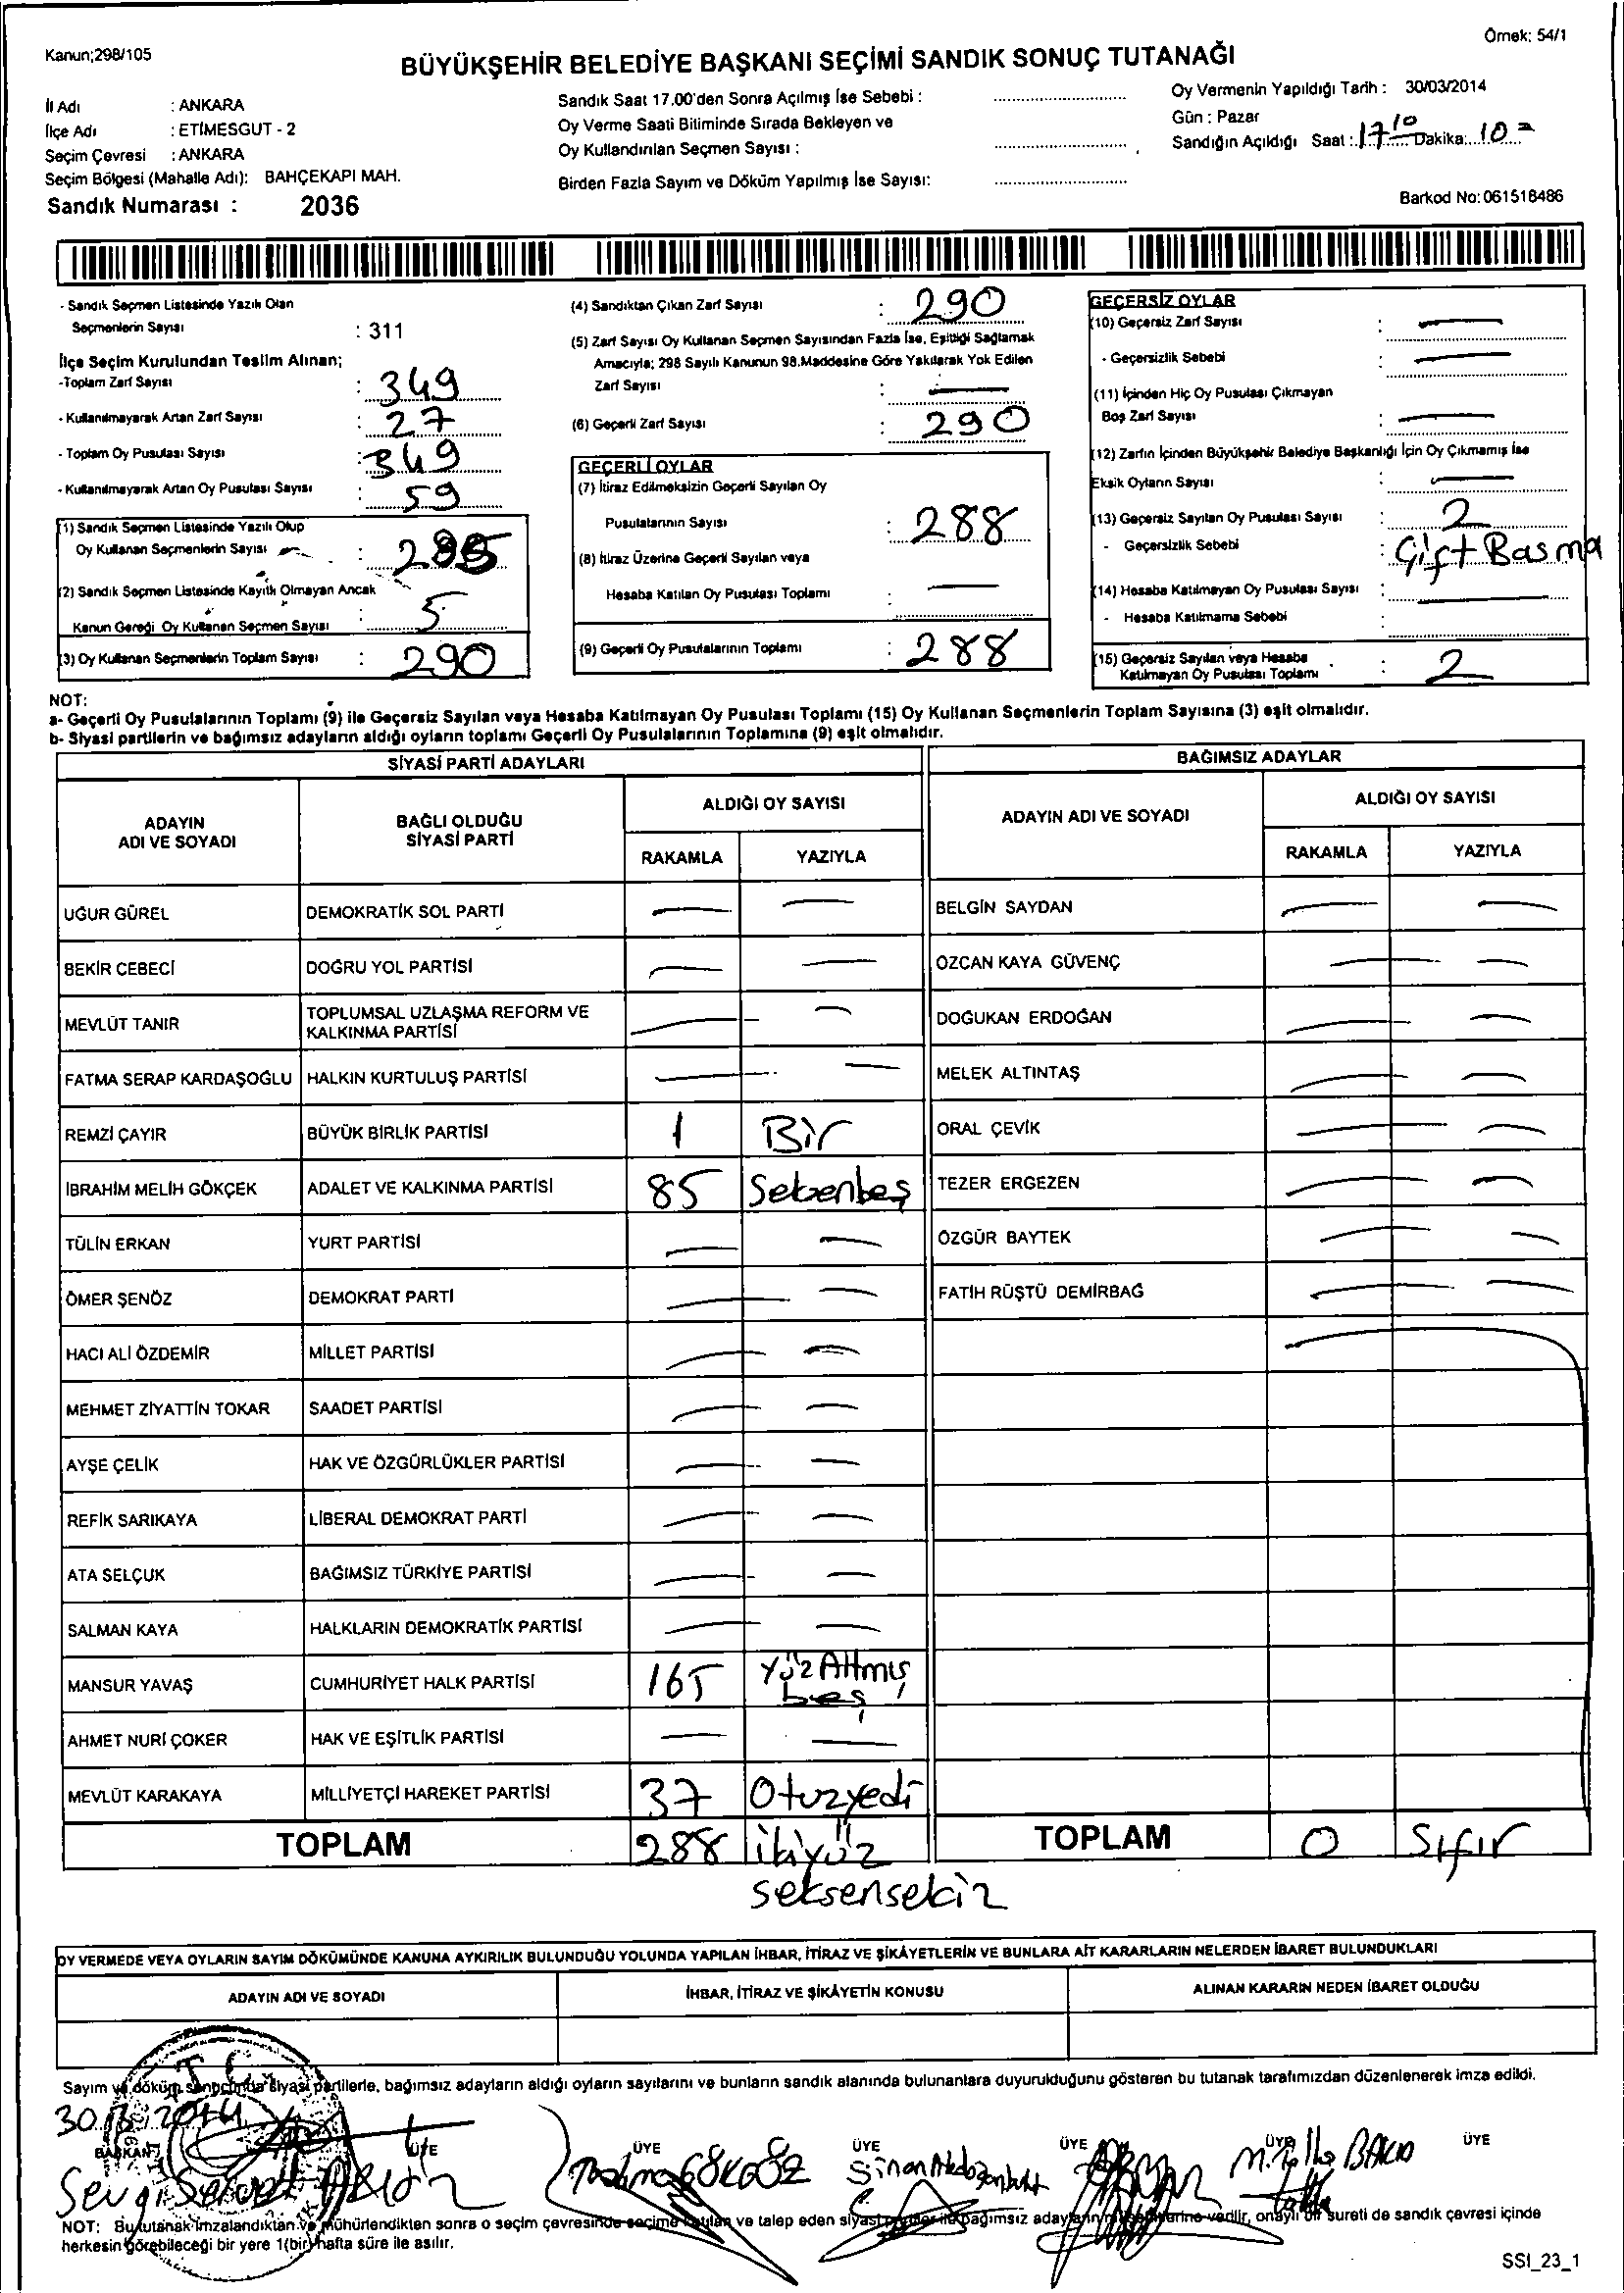 Kanun;298/105
Örnek: 54/1
BÜYÜKŞEHİR BELEDİYE BAŞKANI SEÇİMİ SANDIK SONUÇ TUTANAĞI
İl Adı : ANKARA
İlçe Adı : ETİMESGUT - 2
Seçim Çevresi : ANKARA
Seçim Bölgesi (Mahalle Adı): BAHÇEKAPI MAH.
Sandık Numarası : 2036
Sandık Saat 17.00'den Sonra Açılmış İse Sebebi :
Oy Verme Saati Bitiminde Sırada Bekleyen ve
Oy Kullandırılan Seçmen Sayısı :
Birden Fazla Sayım ve Döküm Yapılmış İse Sayısı:
Oy Vermenin Yapıldığı Tarih : 30/03/2014
Gün : Pazar
Sandığın Açıldığı Saat : 17 10 Dakika: 10
Barkod No: 061518486
- Sandık Seçmen Listesinde Yazılı Olan
Seçmenlerin Sayısı : 311
İlçe Seçim Kurulundan Teslim Alınan;
-Toplam Zarf Sayısı : 349
- Kullanılmayarak Artan Zarf Sayısı : 27
- Toplam Oy Pusulası Sayısı : 349
- Kullanılmayarak Artan Oy Pusulası Sayısı : 59
(1) Sandık Seçmen Listesinde Yazılı Olup
Oy Kullanan Seçmenlerin Sayısı : 285
(2) Sandık Seçmen Listesinde Kayıtlı Olmayan Ancak
Kanun Gereği Oy Kullanan Seçmen Sayısı : 5
(3) Oy Kullanan Seçmenlerin Toplam Sayısı : 290
(4) Sandıktan Çıkan Zarf Sayısı : 290
(5) Zarf Sayısı Oy Kullanan Seçmen Sayısından Fazla İse, Eşitliği Sağlamak
Amacıyla; 298 Sayılı Kanunun 98.Maddesine Göre Yakılarak Yok Edilen
Zarf Sayısı : —
(6) Geçerli Zarf Sayısı : 290
GEÇERLİ OYLAR
(7) İtiraz Edilmeksizin Geçerli Sayılan Oy
Pusulalarının Sayısı : 288
(8) İtiraz Üzerine Geçerli Sayılan veya
Hesaba Katılan Oy Pusulası Toplamı : —
(9) Geçerli Oy Pusulalarının Toplamı : 288
GEÇERSİZ OYLAR
(10) Geçersiz Zarf Sayısı : —
- Geçersizlik Sebebi : —
(11) İçinden Hiç Oy Pusulası Çıkmayan
Boş Zarf Sayısı : —
(12) Zarfın İçinden Büyükşehir Belediye Başkanlığı İçin Oy Çıkmamış İse
Eksik Oyların Sayısı : —
(13) Geçersiz Sayılan Oy Pusulası Sayısı : 2
- Geçersizlik Sebebi : Çift Basma
(14) Hesaba Katılmayan Oy Pusulası Sayısı : —
- Hesaba Katılmama Sebebi :
(15) Geçersiz Sayılan veya Hesaba
Katılmayan Oy Pusulası Toplamı : 2
NOT:
a- Geçerli Oy Pusulalarının Toplamı (9) ile Geçersiz Sayılan veya Hesaba Katılmayan Oy Pusulası Toplamı (15) Oy Kullanan Seçmenlerin Toplam Sayısına (3) eşit olmalıdır.
b- Siyasi partilerin ve bağımsız adayların aldığı oyların toplamı Geçerli Oy Pusulalarının Toplamına (9) eşit olmalıdır.
SİYASİ PARTİ ADAYLARI
ADAYIN ADI VE SOYADI
BAĞLI OLDUĞU SİYASİ PARTİ
ALDIĞI OY SAYISI
RAKAMLA YAZIYLA
UĞUR GÜREL DEMOKRATİK SOL PARTİ — —
BEKİR CEBECİ DOĞRU YOL PARTİSİ — —
MEVLÜT TANIR TOPLUMSAL UZLAŞMA REFORM VE KALKINMA PARTİSİ — —
FATMA SERAP KARDAŞOĞLU HALKIN KURTULUŞ PARTİSİ — —
REMZİ ÇAYIR BÜYÜK BİRLİK PARTİSİ 1 Bir
İBRAHİM MELİH GÖKÇEK ADALET VE KALKINMA PARTİSİ 85 Seksenbeş
TÜLİN ERKAN YURT PARTİSİ — —
ÖMER ŞENÖZ DEMOKRAT PARTİ — —
HACI ALİ ÖZDEMİR MİLLET PARTİSİ — —
MEHMET ZİYATTİN TOKAR SAADET PARTİSİ — —
AYŞE ÇELİK HAK VE ÖZGÜRLÜKLER PARTİSİ — —
REFİK SARIKAYA LİBERAL DEMOKRAT PARTİ — —
ATA SELÇUK BAĞIMSIZ TÜRKİYE PARTİSİ — —
SALMAN KAYA HALKLARIN DEMOKRATİK PARTİSİ — —
MANSUR YAVAŞ CUMHURİYET HALK PARTİSİ 165 Yüz Altmış beş
AHMET NURİ ÇOKER HAK VE EŞİTLİK PARTİSİ — —
MEVLÜT KARAKAYA MİLLİYETÇİ HAREKET PARTİSİ 37 Otuzyedi
TOPLAM 288 İkiyüz
seksensekiz
BAĞIMSIZ ADAYLAR
ADAYIN ADI VE SOYADI
ALDIĞI OY SAYISI
RAKAMLA YAZIYLA
BELGİN SAYDAN — —
ÖZCAN KAYA GÜVENÇ — —
DOĞUKAN ERDOĞAN — —
MELEK ALTINTAŞ — —
ORAL ÇEVİK — —
TEZER ERGEZEN — —
ÖZGÜR BAYTEK — —
FATİH RÜŞTÜ DEMİRBAĞ — —
TOPLAM 0 Sıfır
OY VERMEDE VEYA OYLARIN SAYIM DÖKÜMÜNDE KANUNA AYKIRILIK BULUNDUĞU YOLUNDA YAPILAN İHBAR, İTİRAZ VE ŞİKÂYETLERİN VE BUNLARA AİT KARARLARIN NELERDEN İBARET BULUNDUKLARI
ADAYIN ADI VE SOYADI İHBAR, İTİRAZ VE ŞİKÂYETİN KONUSU ALINAN KARARIN NEDEN İBARET OLDUĞU
T.C.
Sayım ve döküm sonucunda siyasi partilerle, bağımsız adayların aldığı oyların sayılarını ve bunların sandık alanında bulunanlara duyurulduğunu gösteren bu tutanak tarafımızdan düzenlenerek imza edildi.
30.03.2014
BAŞKAN ÜYE ÜYE ÜYE ÜYE ÜYE ÜYE
Sevgi
Sinan
NOT: Bu tutanak imzalandıktan ve mühürlendikten sonra o seçim çevresinde seçime katılan ve talep eden siyasi partiler ile bağımsız adayların müşahitlerine verilir, onaylı bir sureti de sandık çevresi içinde
herkesin görebileceği bir yere 1(bir) hafta süre ile asılır.
SSI_23_1